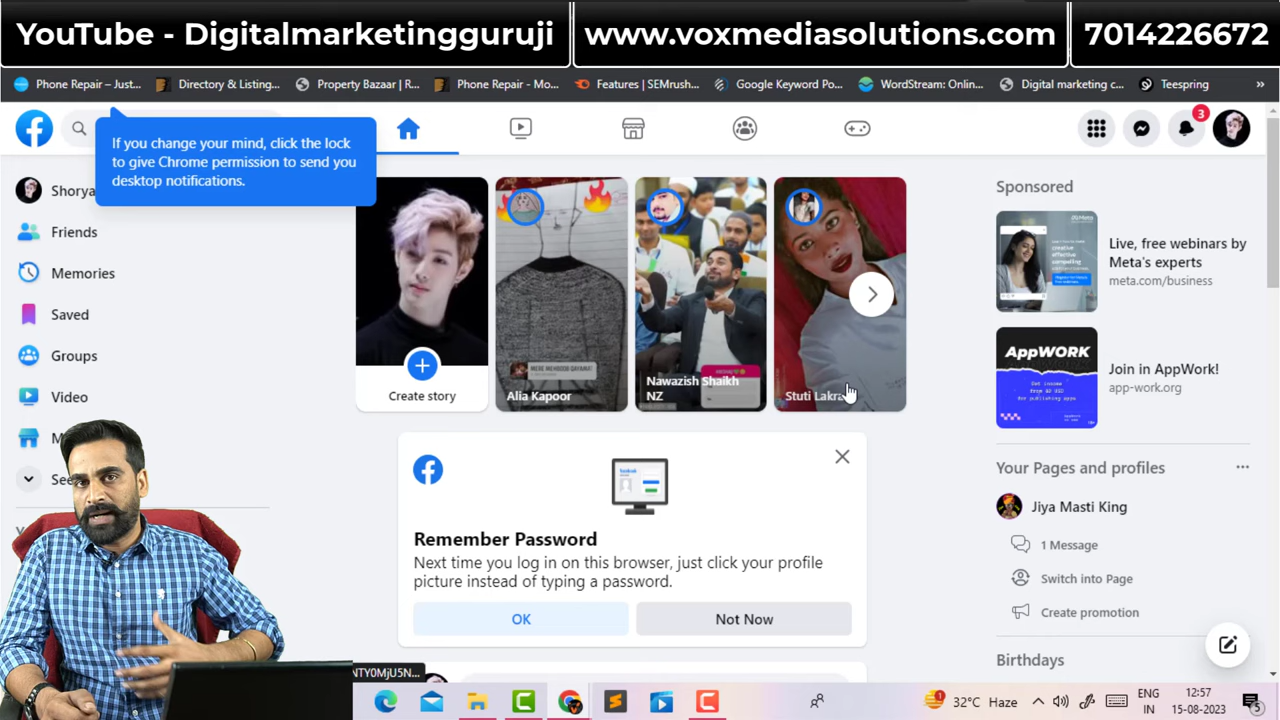 YouTube - Digitalmarketingguruji
www.voxmediasolutions.com
7014226672
Phone Repair – Just...
Directory & Listing...
Property Bazaar | R...
Phone Repair - Mo...
Features | SEMrush...
Google Keyword Po...
WordStream: Onlin...
Digital marketing c...
Teespring
»
If you change your mind, click the lock
to give Chrome permission to send you
desktop notifications.
3
Shorya
Friends
Memories
Saved
Groups
Video
M
See
Create story
Alia Kapoor
Nawazish Shaikh
NZ
Stuti Lakra
Remember Password
Next time you log in on this browser, just click your profile
picture instead of typing a password.
OK
Not Now
Sponsored
Live, free webinars by
Meta's experts
meta.com/business
AppWORK
Join in AppWork!
app-work.org
Your Pages and profiles
Jiya Masti King
1 Message
Switch into Page
Create promotion
Birthdays
NTY0MjU5N...
32°C Haze
ENG
IN
12:57
15-08-2023
5